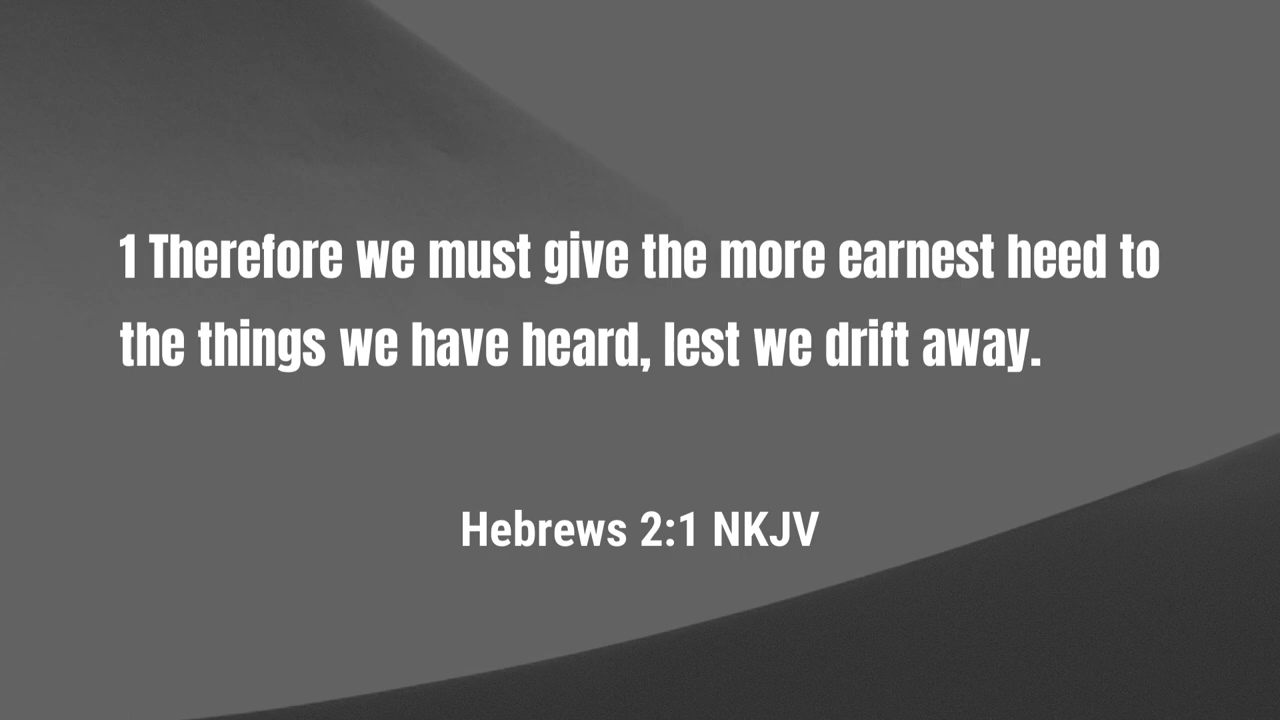 1 Therefore we must give the more earnest heed to
the things we have heard, lest we drift away.
Hebrews 2:1 NKJV